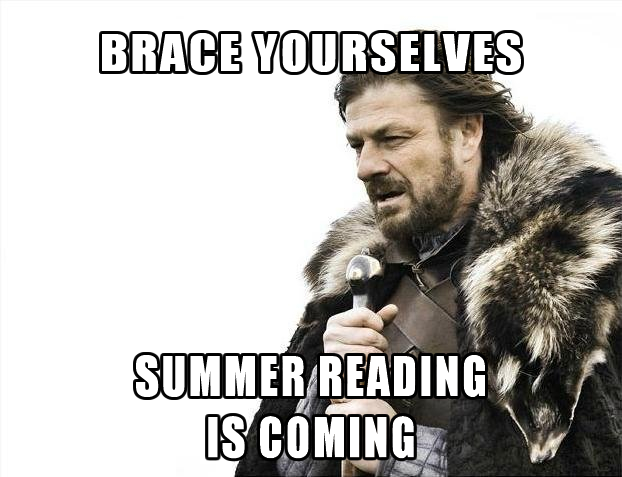 BRACE YOURSELVES
SUMMER READING
IS COMING